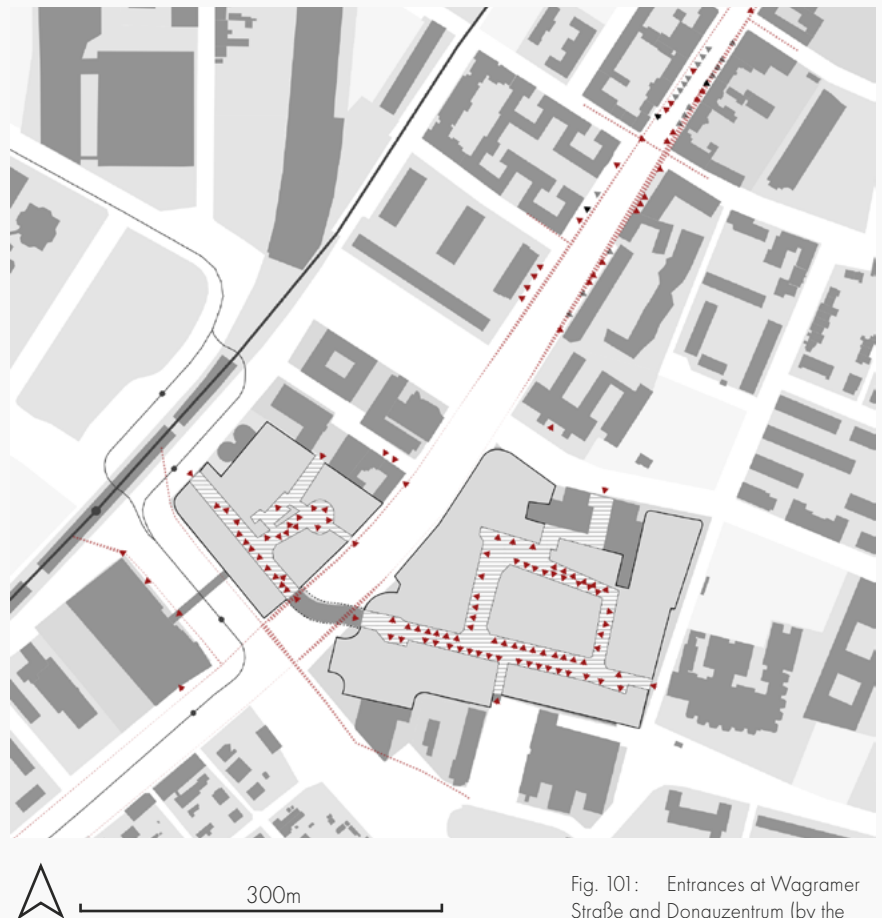 300m
Fig. 101: Entrances at Wagramer
Straße and Donauzentrum (by the